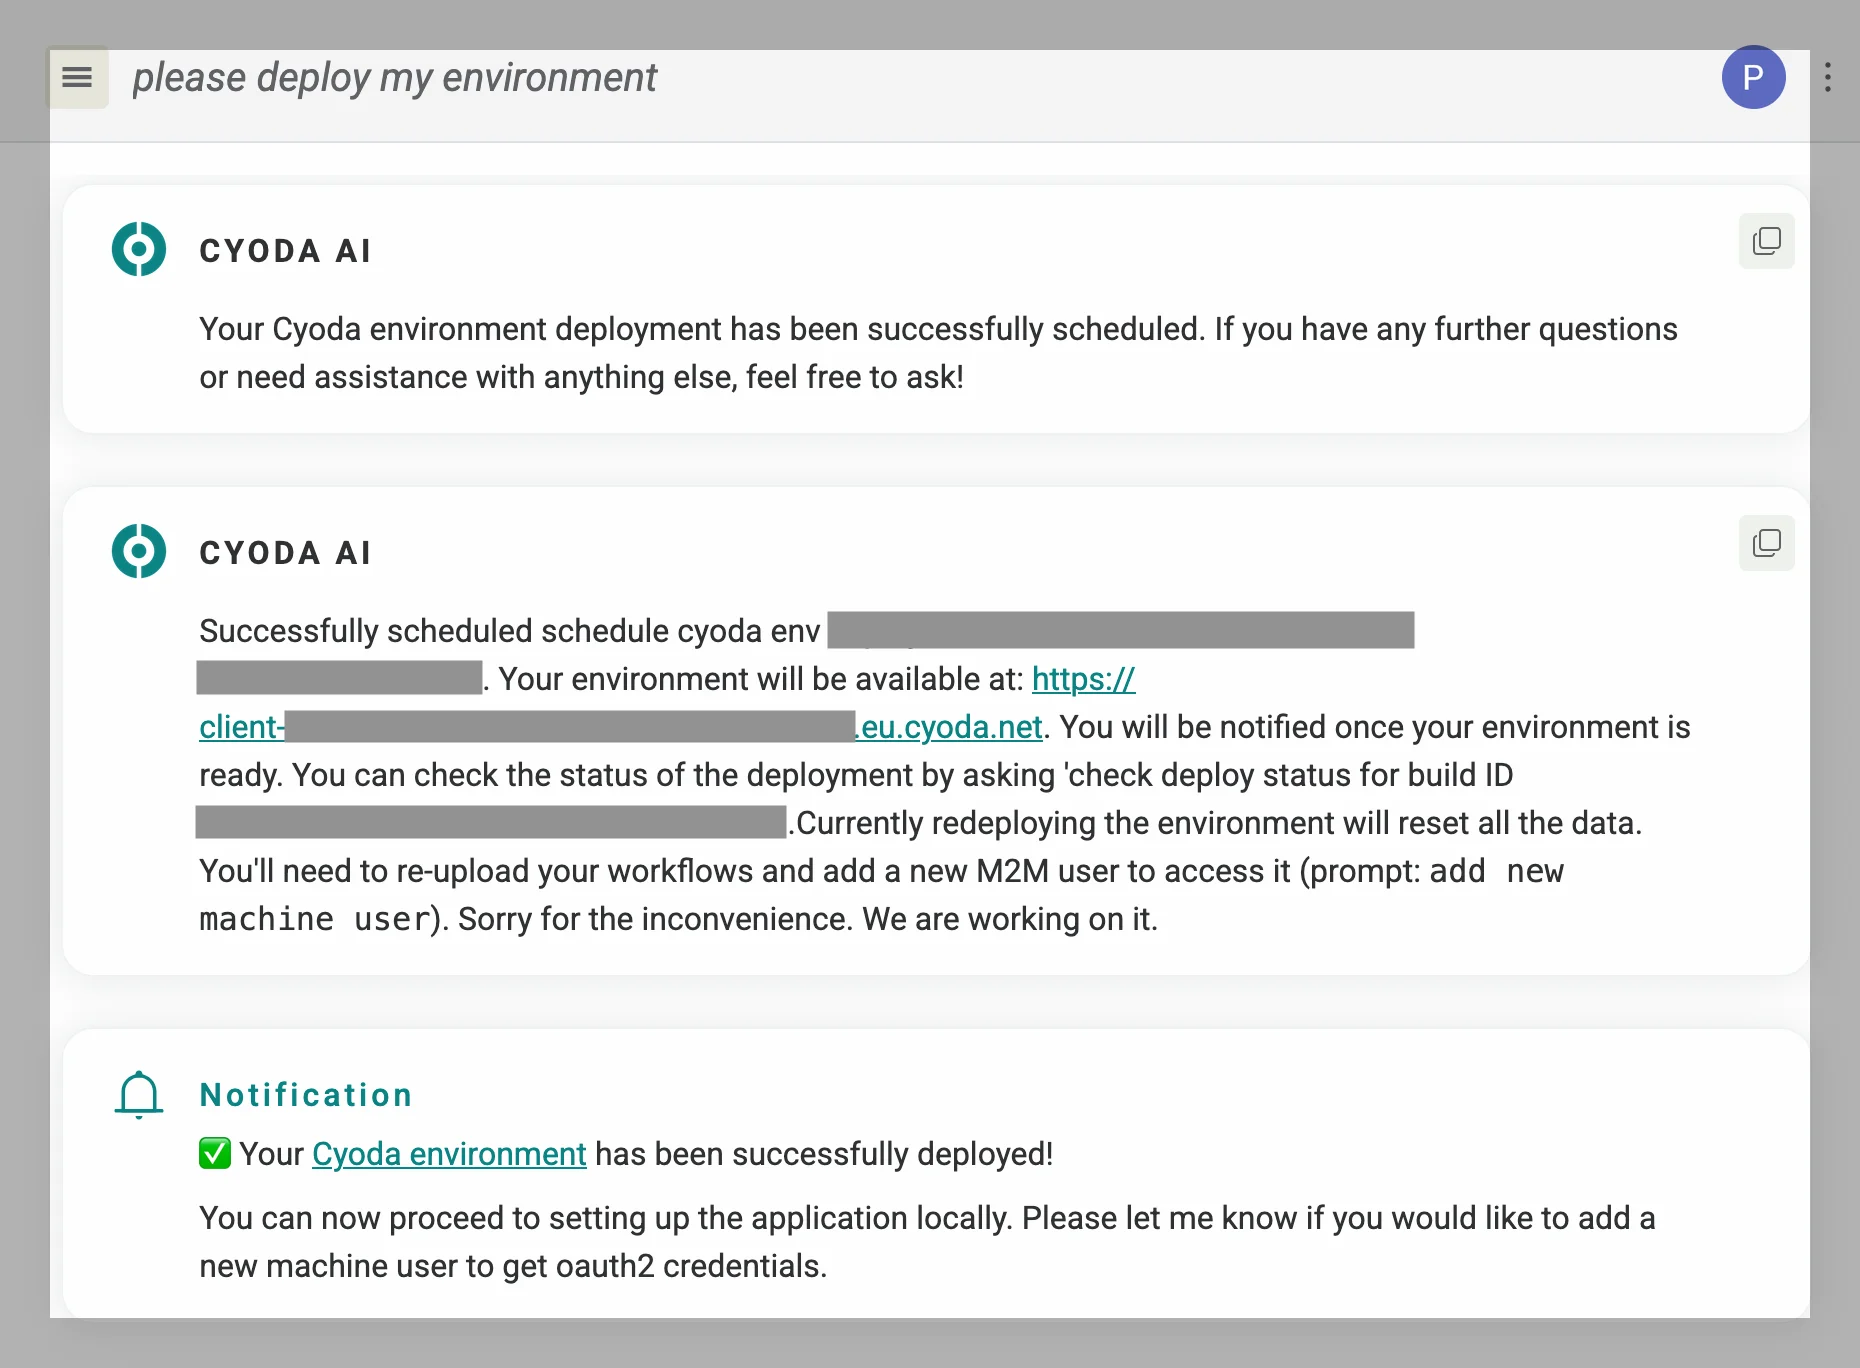 please deploy my environment
P
CYODA AI
Your Cyoda environment deployment has been successfully scheduled. If you have any further questions
or need assistance with anything else, feel free to ask!
CYODA AI
Successfully scheduled schedule cyoda env
. Your environment will be available at: https://
client- .eu.cyoda.net. You will be notified once your environment is
ready. You can check the status of the deployment by asking 'check deploy status for build ID
.Currently redeploying the environment will reset all the data.
You'll need to re-upload your workflows and add a new M2M user to access it (prompt: add new
machine user). Sorry for the inconvenience. We are working on it.
Notification
✅ Your Cyoda environment has been successfully deployed!
You can now proceed to setting up the application locally. Please let me know if you would like to add a
new machine user to get oauth2 credentials.